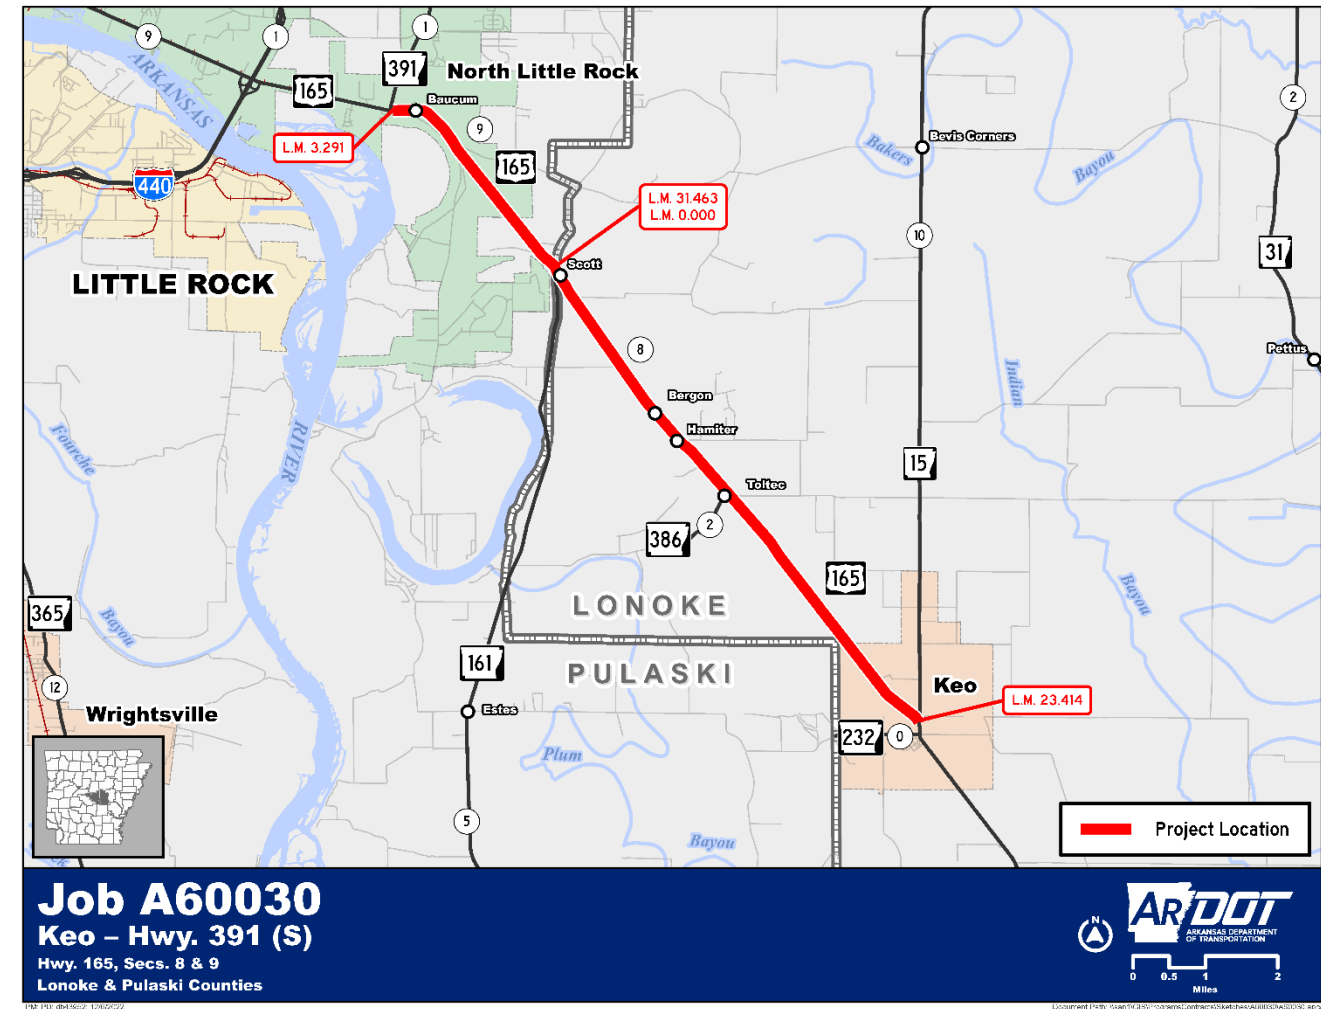 9
1
1
ARKANSAS
391
North Little Rock
165
Baucum
9
L.M. 3.291
165
440
Bevis Corners
Bakers
Bayou
2
L.M. 31.463
L.M. 0.000
10
31
LITTLE ROCK
Scott
8
Pettus
Indian
Bergon
Hamiter
RIVER
Fourche
15
Toltec
2
386
165
Bayou
LONOKE
365
Bayou
161
PULASKI
Keo
L.M. 23.414
12
Wrightsville
Estes
232
0
Plum
5
Bayou
Project Location
Job A60030
Keo – Hwy. 391 (S)
Hwy. 165, Secs. 8 & 9
Lonoke & Pulaski Counties
N
ARDOT
ARKANSAS DEPARTMENT
OF TRANSPORTATION
0 0.5 1 2
Miles